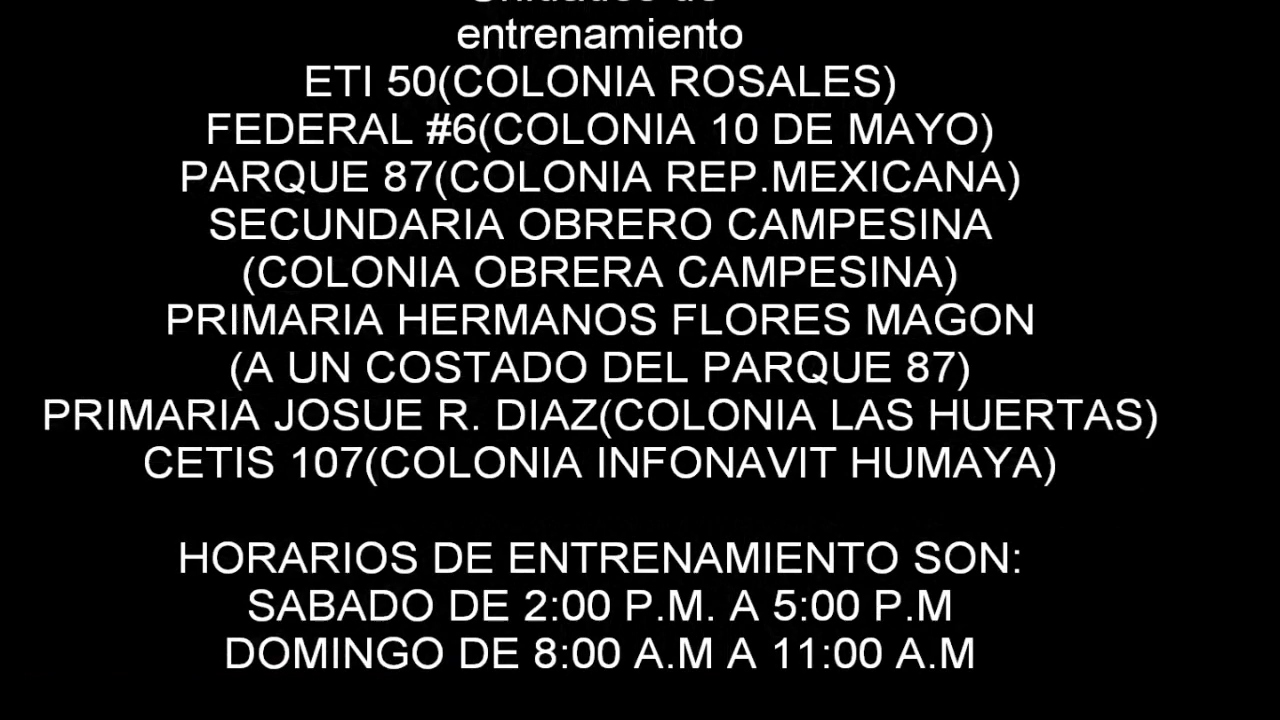 Unidades de
entrenamiento
ETI 50(COLONIA ROSALES)
FEDERAL #6(COLONIA 10 DE MAYO)
PARQUE 87(COLONIA REP.MEXICANA)
SECUNDARIA OBRERO CAMPESINA
(COLONIA OBRERA CAMPESINA)
PRIMARIA HERMANOS FLORES MAGON
(A UN COSTADO DEL PARQUE 87)
PRIMARIA JOSUE R. DIAZ(COLONIA LAS HUERTAS)
CETIS 107(COLONIA INFONAVIT HUMAYA)
HORARIOS DE ENTRENAMIENTO SON:
SABADO DE 2:00 P.M. A 5:00 P.M
DOMINGO DE 8:00 A.M A 11:00 A.M